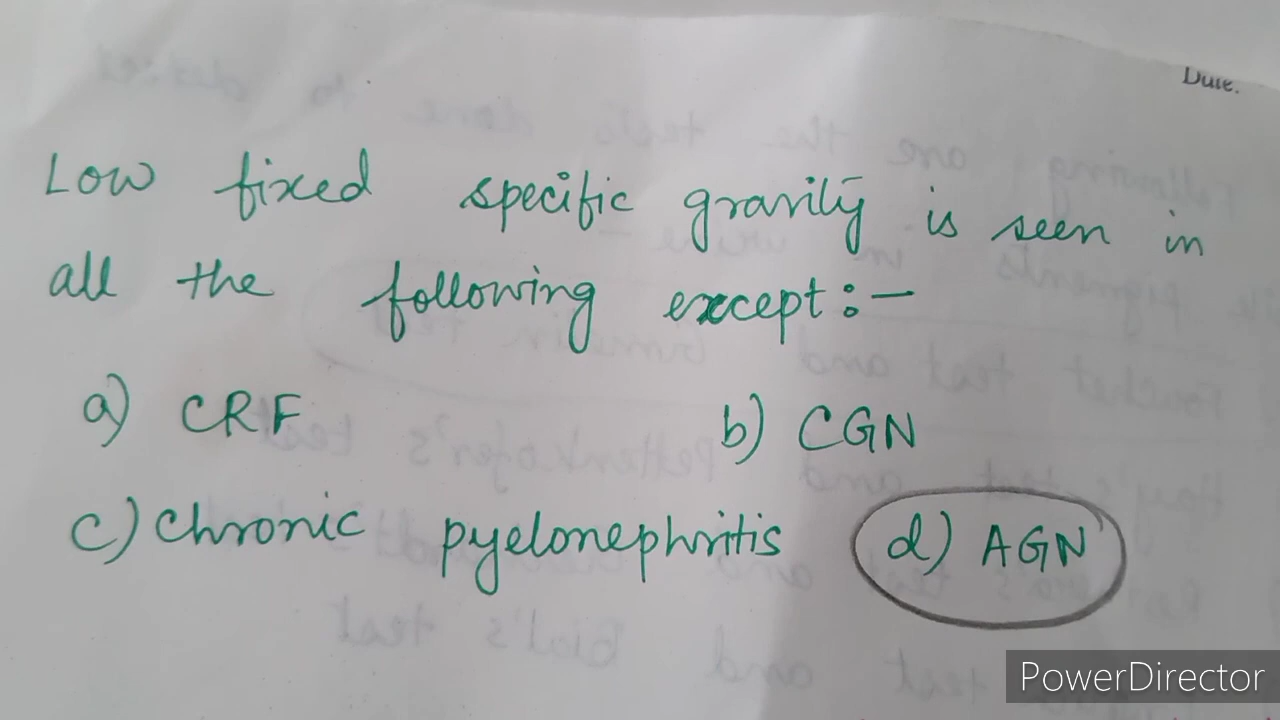 Date.
Low fixed specific gravity is seen in
all the following except :-
a) CRF b) CGN
c) Chronic pyelonephritis d) AGN
PowerDirector